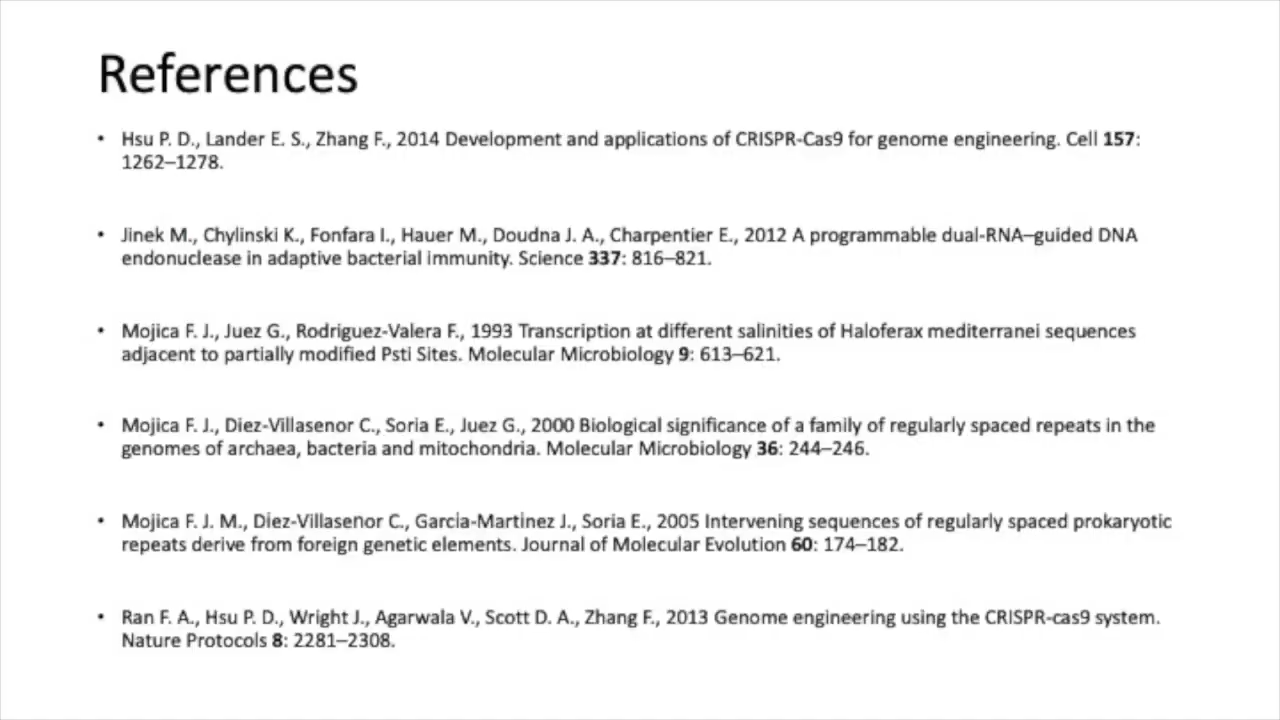 References
• Hsu P. D., Lander E. S., Zhang F., 2014 Development and applications of CRISPR-Cas9 for genome engineering. Cell 157:
1262–1278.
• Jinek M., Chylinski K., Fonfara I., Hauer M., Doudna J. A., Charpentier E., 2012 A programmable dual-RNA–guided DNA
endonuclease in adaptive bacterial immunity. Science 337: 816–821.
• Mojica F. J., Juez G., Rodriguez-Valera F., 1993 Transcription at different salinities of Haloferax mediterranei sequences
adjacent to partially modified PstI Sites. Molecular Microbiology 9: 613–621.
• Mojica F. J., Diez-Villasenor C., Soria E., Juez G., 2000 Biological significance of a family of regularly spaced repeats in the
genomes of archaea, bacteria and mitochondria. Molecular Microbiology 36: 244–246.
• Mojica F. J. M., Diez-Villasenor C., Garcia-Martinez J., Soria E., 2005 Intervening sequences of regularly spaced prokaryotic
repeats derive from foreign genetic elements. Journal of Molecular Evolution 60: 174–182.
• Ran F. A., Hsu P. D., Wright J., Agarwala V., Scott D. A., Zhang F., 2013 Genome engineering using the CRISPR-cas9 system.
Nature Protocols 8: 2281–2308.